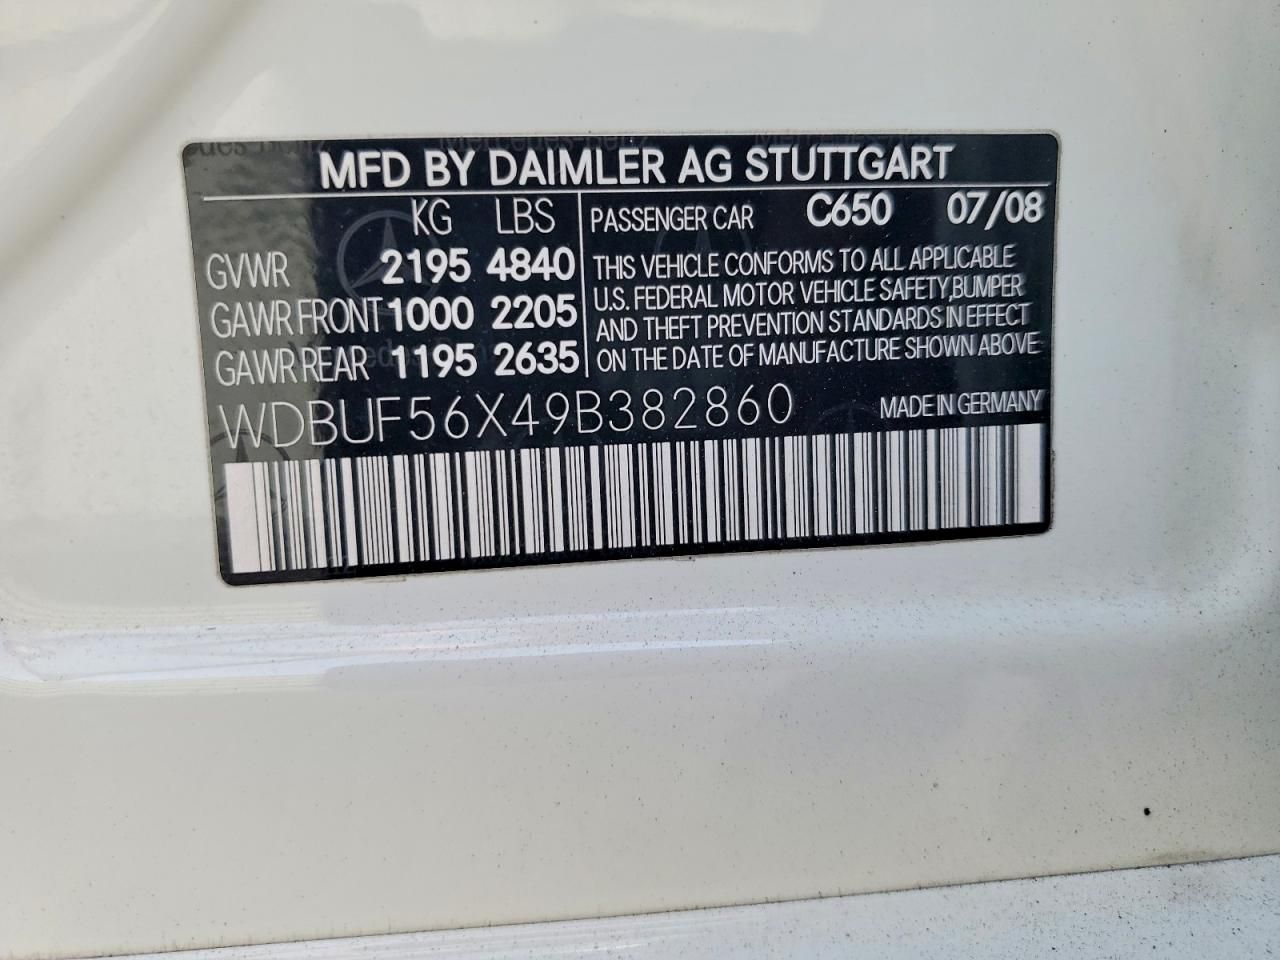 MFD BY DAIMLER AG STUTTGART
KG LBS
GVWR 2195 4840
GAWR FRONT 1000 2205
GAWR REAR 1195 2635
PASSENGER CAR C650 07/08
THIS VEHICLE CONFORMS TO ALL APPLICABLE
U.S. FEDERAL MOTOR VEHICLE SAFETY,BUMPER
AND THEFT PREVENTION STANDARDS IN EFFECT
ON THE DATE OF MANUFACTURE SHOWN ABOVE
WDBUF56X49B382860
MADE IN GERMANY